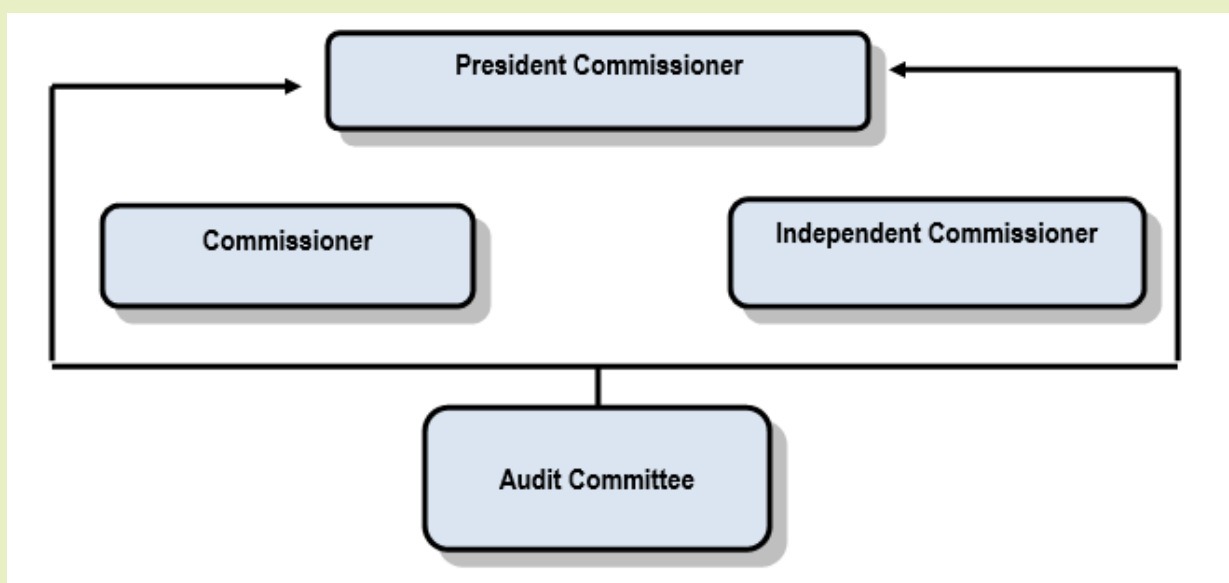 President Commissioner
Commissioner
Independent Commissioner
Audit Committee